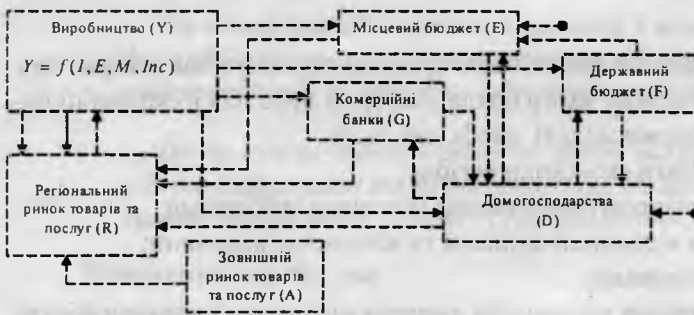 Виробництво (Y)
Y = f(I, E, M, Inc)
Місцевий бюджет (E)
Державний
бюджет (F)
Комерційні
банки (G)
Регіональний
ринок товарів та
послуг (R)
Домогосподарства
(D)
Зовнішній
ринок товарів
та послуг (A)